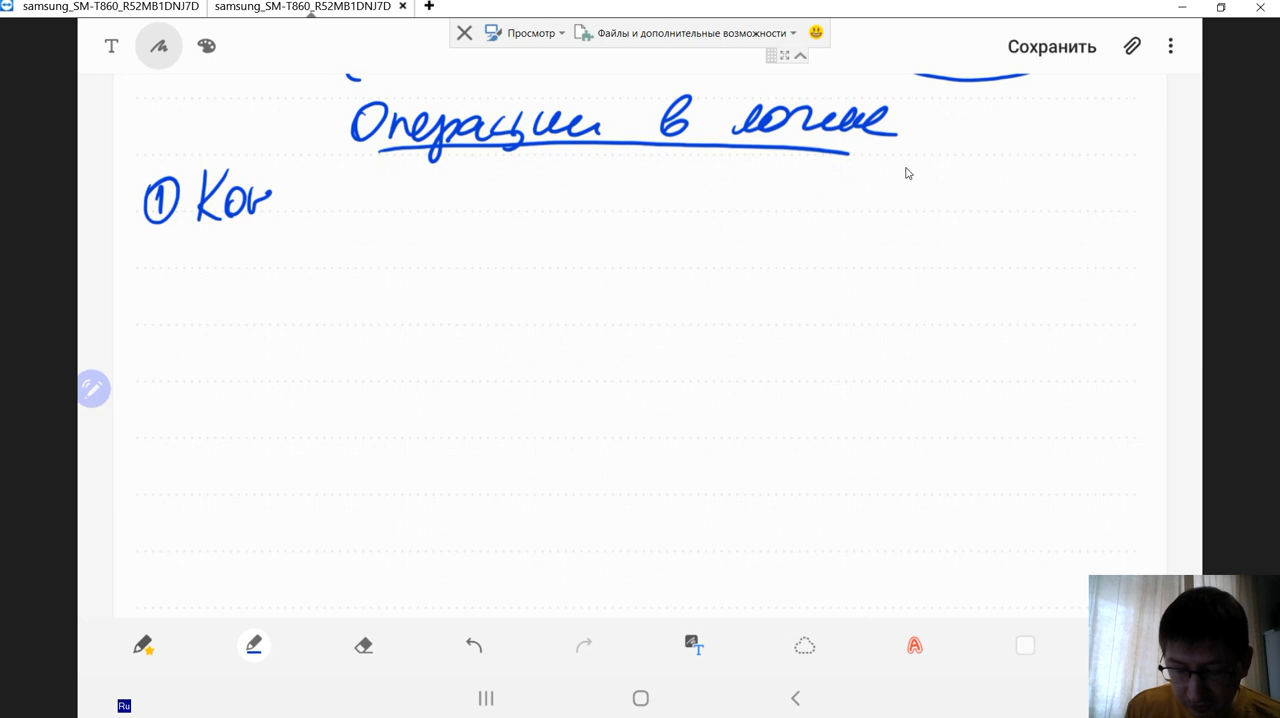 samsung_SM-T860_R52MB1DNJ7D samsung_SM-T860_R52MB1DNJ7D
Просмотр Файлы и дополнительные возможности
T Сохранить
Операции в логике
① Кон
T A
Ru